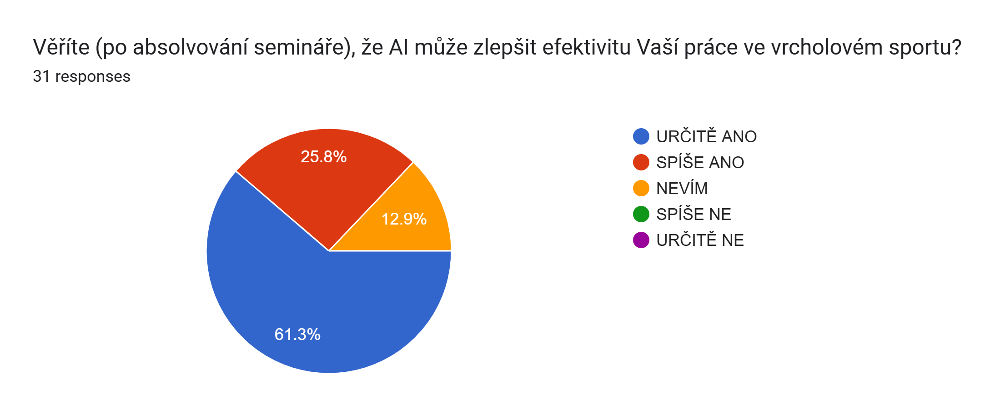 Věříte (po absolvování semináře), že AI může zlepšit efektivitu Vaší práce ve vrcholovém sportu?
31 responses
25.8%
12.9%
61.3%
URČITĚ ANO
SPÍŠE ANO
NEVÍM
SPÍŠE NE
URČITĚ NE